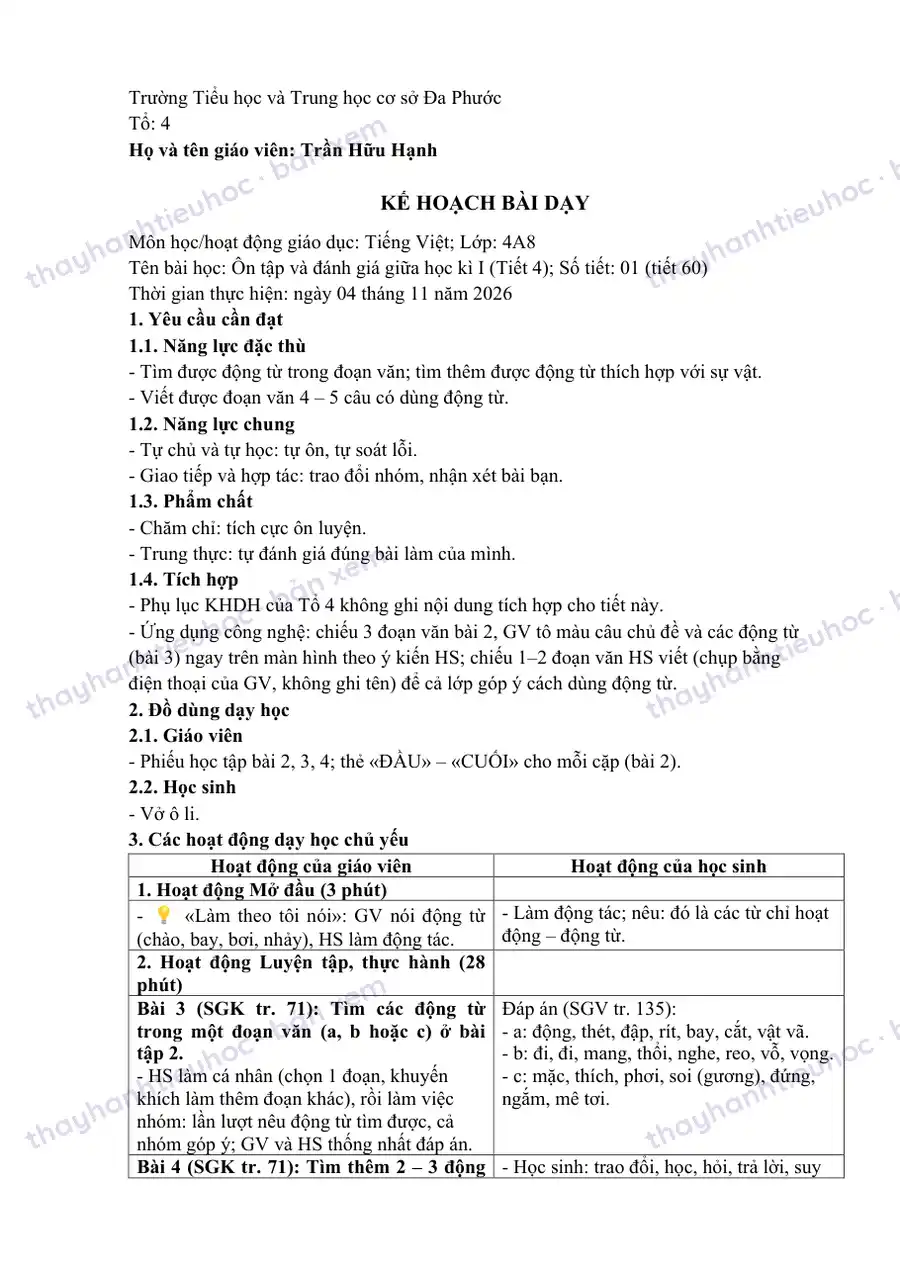 Trường Tiểu học và Trung học cơ sở Đa Phước
Tổ: 4
Họ và tên giáo viên: Trần Hữu Hạnh
KẾ HOẠCH BÀI DẠY
Môn học/hoạt động giáo dục: Tiếng Việt; Lớp: 4A8
Tên bài học: Ôn tập và đánh giá giữa học kì I (Tiết 4); Số tiết: 01 (tiết 60)
Thời gian thực hiện: ngày 04 tháng 11 năm 2026
1. Yêu cầu cần đạt
1.1. Năng lực đặc thù
- Tìm được động từ trong đoạn văn; tìm thêm được động từ thích hợp với sự vật.
- Viết được đoạn văn 4 – 5 câu có dùng động từ.
1.2. Năng lực chung
- Tự chủ và tự học: tự ôn, tự soát lỗi.
- Giao tiếp và hợp tác: trao đổi nhóm, nhận xét bài bạn.
1.3. Phẩm chất
- Chăm chỉ: tích cực ôn luyện.
- Trung thực: tự đánh giá đúng bài làm của mình.
1.4. Tích hợp
- Phụ lục KHDH của Tổ 4 không ghi nội dung tích hợp cho tiết này.
- Ứng dụng công nghệ: chiếu 3 đoạn văn bài 2, GV tô màu câu chủ đề và các động từ
(bài 3) ngay trên màn hình theo ý kiến HS; chiếu 1–2 đoạn văn HS viết (chụp bằng
điện thoại của GV, không ghi tên) để cả lớp góp ý cách dùng động từ.
2. Đồ dùng dạy học
2.1. Giáo viên
- Phiếu học tập bài 2, 3, 4; thẻ «ĐẦU» – «CUỐI» cho mỗi cặp (bài 2).
2.2. Học sinh
- Vở ô li.
3. Các hoạt động dạy học chủ yếu
Hoạt động của giáo viên
Hoạt động của học sinh
1. Hoạt động Mở đầu (3 phút)
- 💡 «Làm theo tôi nói»: GV nói động từ
(chào, bay, bơi, nhảy), HS làm động tác.
- Làm động tác; nêu: đó là các từ chỉ hoạt
động – động từ.
2. Hoạt động Luyện tập, thực hành (28
phút)
Bài 3 (SGK tr. 71): Tìm các động từ
trong một đoạn văn (a, b hoặc c) ở bài
tập 2.
- HS làm cá nhân (chọn 1 đoạn, khuyến
khích làm thêm đoạn khác), rồi làm việc
nhóm: lần lượt nêu động từ tìm được, cả
nhóm góp ý; GV và HS thống nhất đáp án.
Đáp án (SGV tr. 135):
- a: động, thét, đập, rít, bay, cắt, vật vã.
- b: đi, đi, mang, thổi, nghe, reo, vỗ, vọng.
- c: mặc, thích, phơi, soi (gương), đứng,
ngắm, mê tơi.
Bài 4 (SGK tr. 71): Tìm thêm 2 – 3 động
- Học sinh: trao đổi, học, hỏi, trả lời, suy
thayhanhtieuhoc · bản xem
thayhanhtieuhoc · b
thayhanhtieuhoc · bản xem
thayhanhtieuhoc · b
thayhanhtieuhoc · bản xem
thayhanhtieuhoc · b